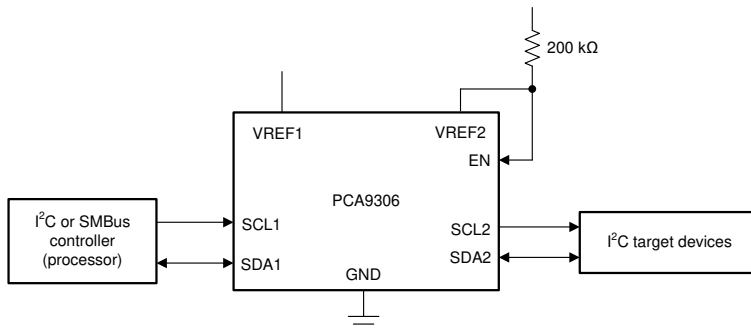 200 kΩ
VREF1
VREF2
EN
PCA9306
I²C or SMBus
controller
(processor)
SCL1
SDA1
GND
SCL2
SDA2
I²C target devices